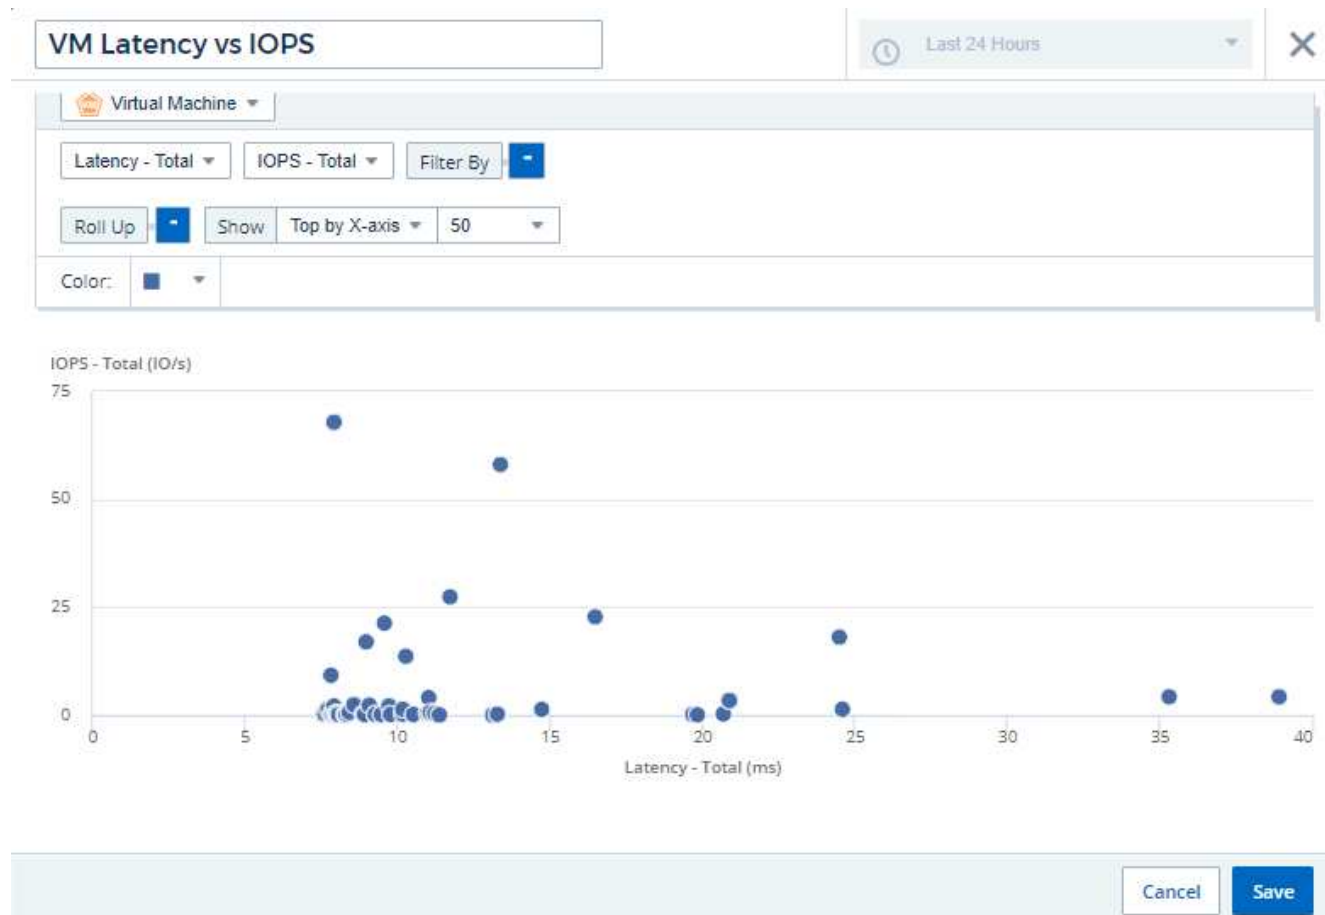 VM Latency vs IOPS
Last 24 Hours
Virtual Machine
Latency - Total IOPS - Total Filter By
Roll Up Show Top by X-axis 50
Color:
IOPS - Total (IO/s)
75
50
25
0
0 5 10 15 20 25 30 35 40
Latency - Total (ms)
Cancel Save